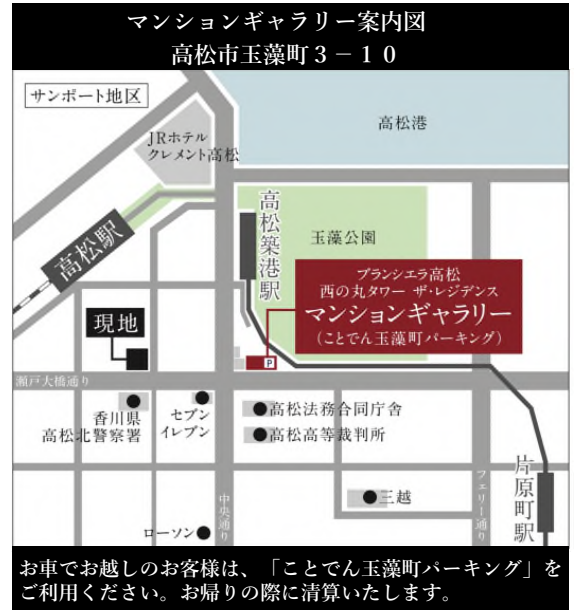 マンションギャラリー案内図
高松市玉藻町３－１０
サンポート地区
高松港
JRホテル
クレメント高松
高松駅
高松築港駅
玉藻公園
ブランシエラ高松
西の丸タワー ザ・レジデンス
マンションギャラリー
(ことでん玉藻町パーキング)
現地
P
瀬戸大橋通り
香川県
高松北警察署
セブン
イレブン
高松法務合同庁舎
高松高等裁判所
三越
中央通り
フェリー通り
片原町駅
ローソン
お車でお越しのお客様は、「ことでん玉藻町パーキング」を
ご利用ください。お帰りの際に清算いたします。